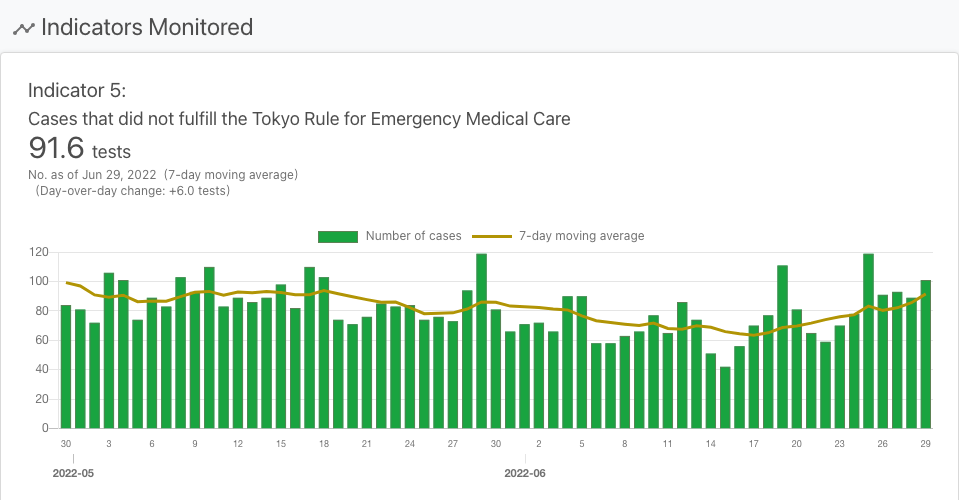 Indicators Monitored
Indicator 5:
Cases that did not fulfill the Tokyo Rule for Emergency Medical Care
91.6 tests
No. as of Jun 29, 2022 (7-day moving average)
(Day-over-day change: +6.0 tests)
Number of cases 7-day moving average
120
100
80
60
40
20
0
30 3 6 9 12 15 18 21 24 27 30 2 5 8 11 14 17 20 23 26 29
2022-05 2022-06